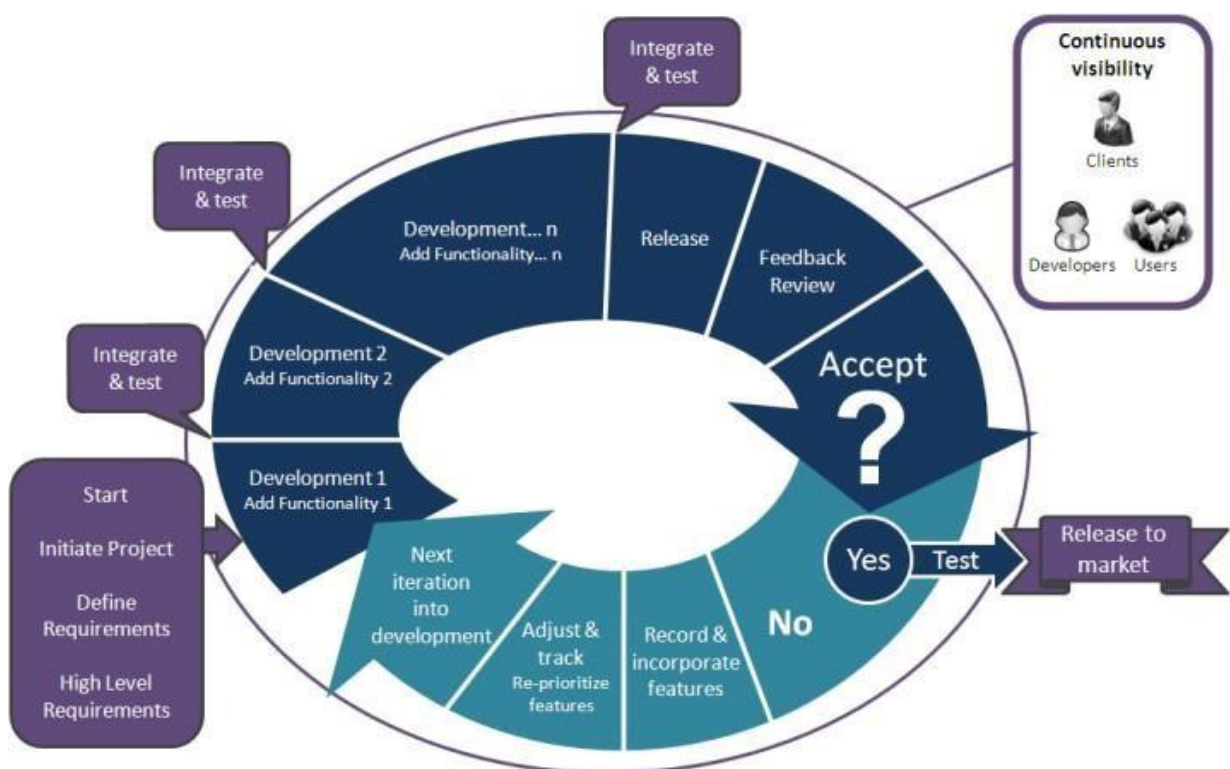 Integrate
& test
Continuous
visibility
Clients
Developers
Users
Integrate
& test
Development... n
Add Functionality... n
Release
Feedback
Review
Integrate
& test
Development 2
Add Functionality 2
Accept
?
Development 1
Add Functionality 1
Start
Initiate Project
Define
Requirements
High Level
Requirements
Next
iteration
into
development
Adjust &
track
Re-prioritize
features
Record &
incorporate
features
No
Yes
Test
Release to
market